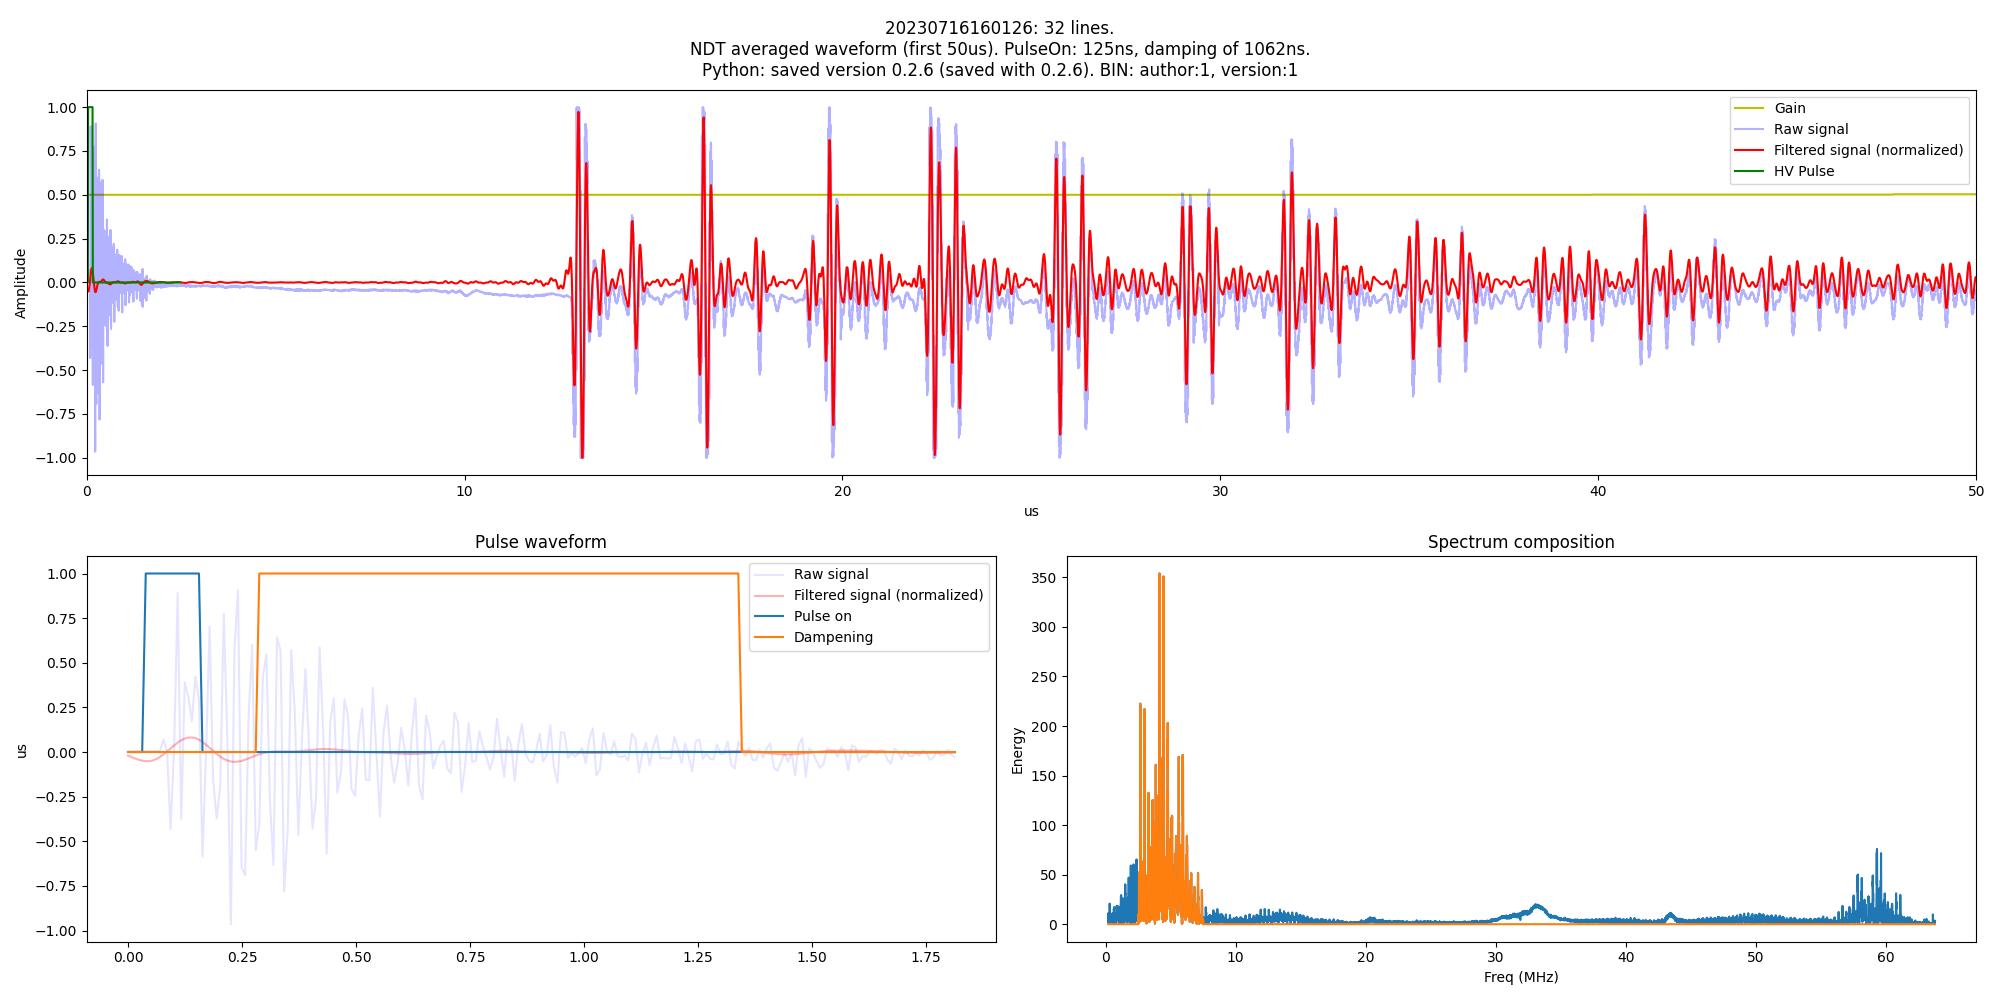 20230716160126: 32 lines.
NDT averaged waveform (first 50us). PulseOn: 125ns, damping of 1062ns.
Python: saved version 0.2.6 (saved with 0.2.6). BIN: author:1, version:1
1.00
0.75
0.50
0.25
0.00
−0.25
−0.50
−0.75
−1.00
Amplitude
Gain
Raw signal
Filtered signal (normalized)
HV Pulse
0 10 20 30 40 50
us
Pulse waveform
1.00
0.75
0.50
0.25
0.00
−0.25
−0.50
−0.75
−1.00
us
Raw signal
Filtered signal (normalized)
Pulse on
Dampening
0.00 0.25 0.50 0.75 1.00 1.25 1.50 1.75
Spectrum composition
350
300
250
200
150
100
50
0
Energy
0 10 20 30 40 50 60
Freq (MHz)